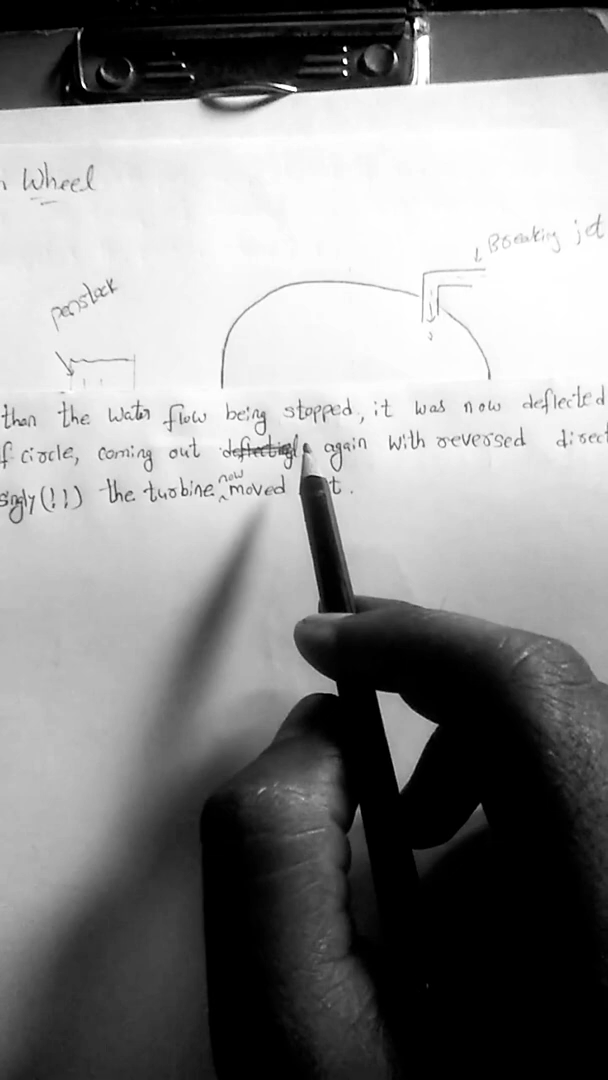 Wheel
Breaking jet
penstock
than the water flow being stopped, it was now deflected
f circle, coming out again with reversed direct
singly (!!) the turbine now moved t.